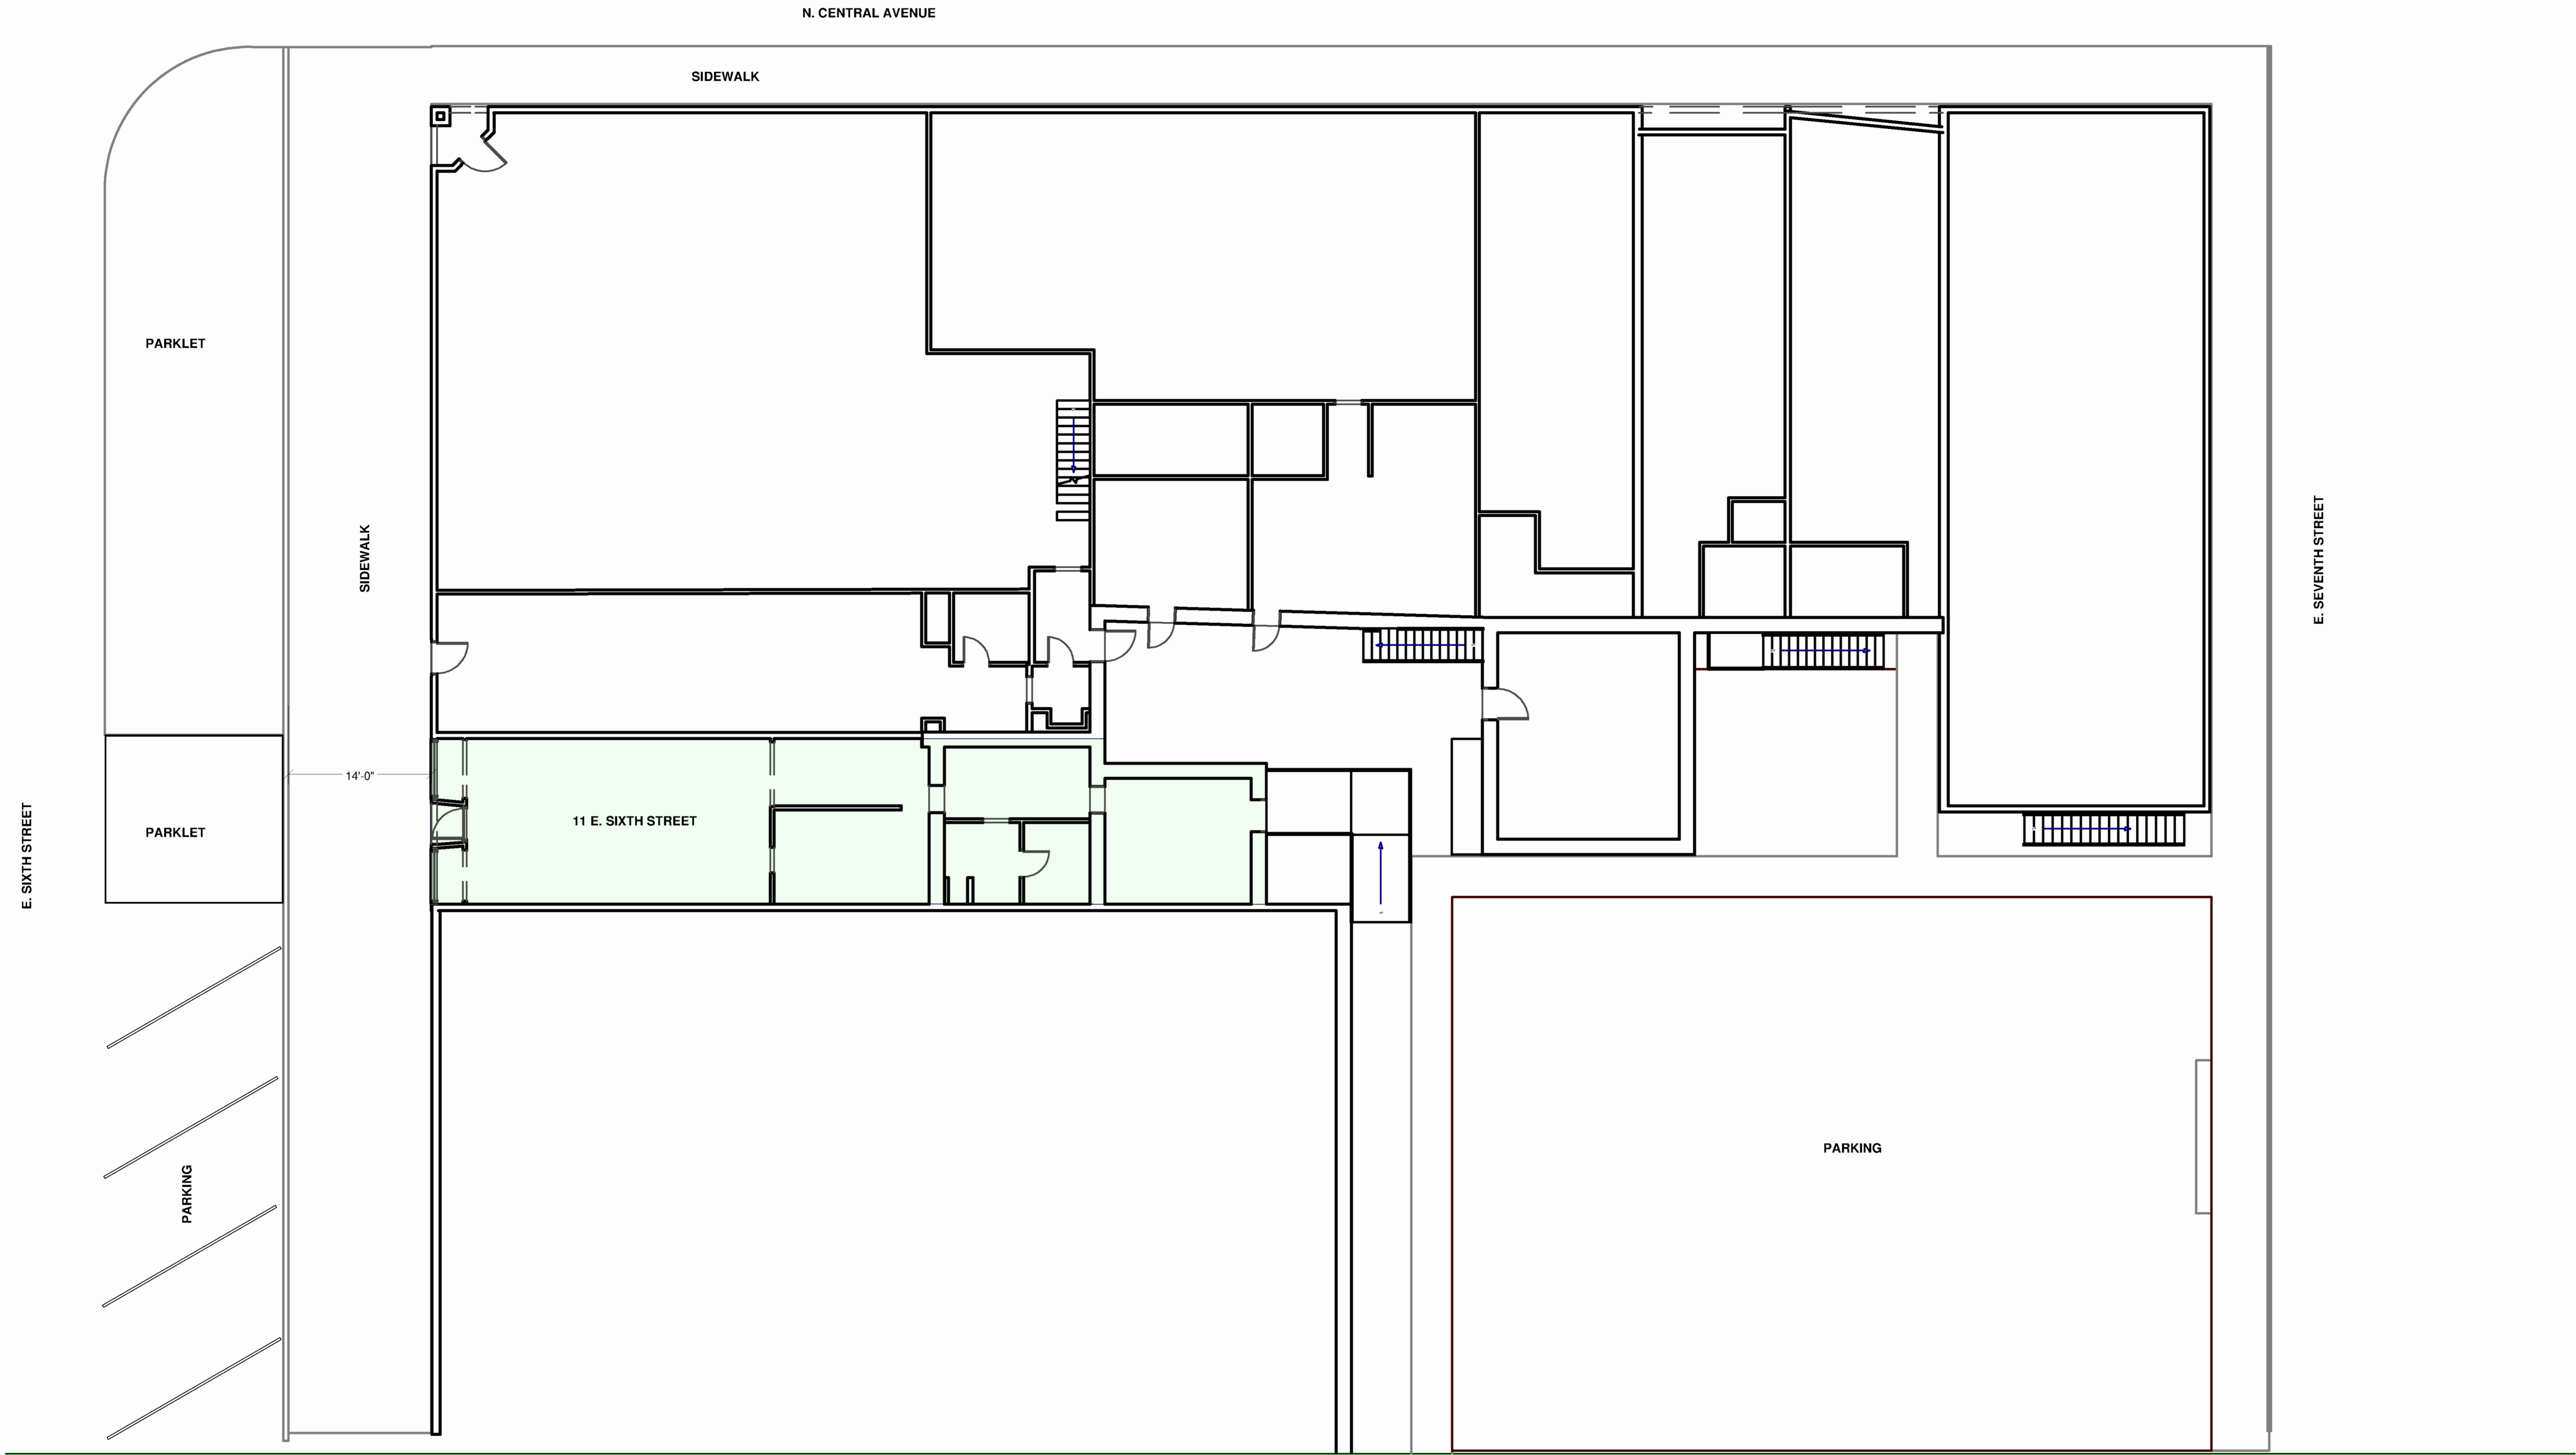 N. CENTRAL AVENUE
SIDEWALK
PARKLET
SIDEWALK
E. SEVENTH STREET
14'-0"
PARKLET
11 E. SIXTH STREET
E. SIXTH STREET
PARKING
PARKING